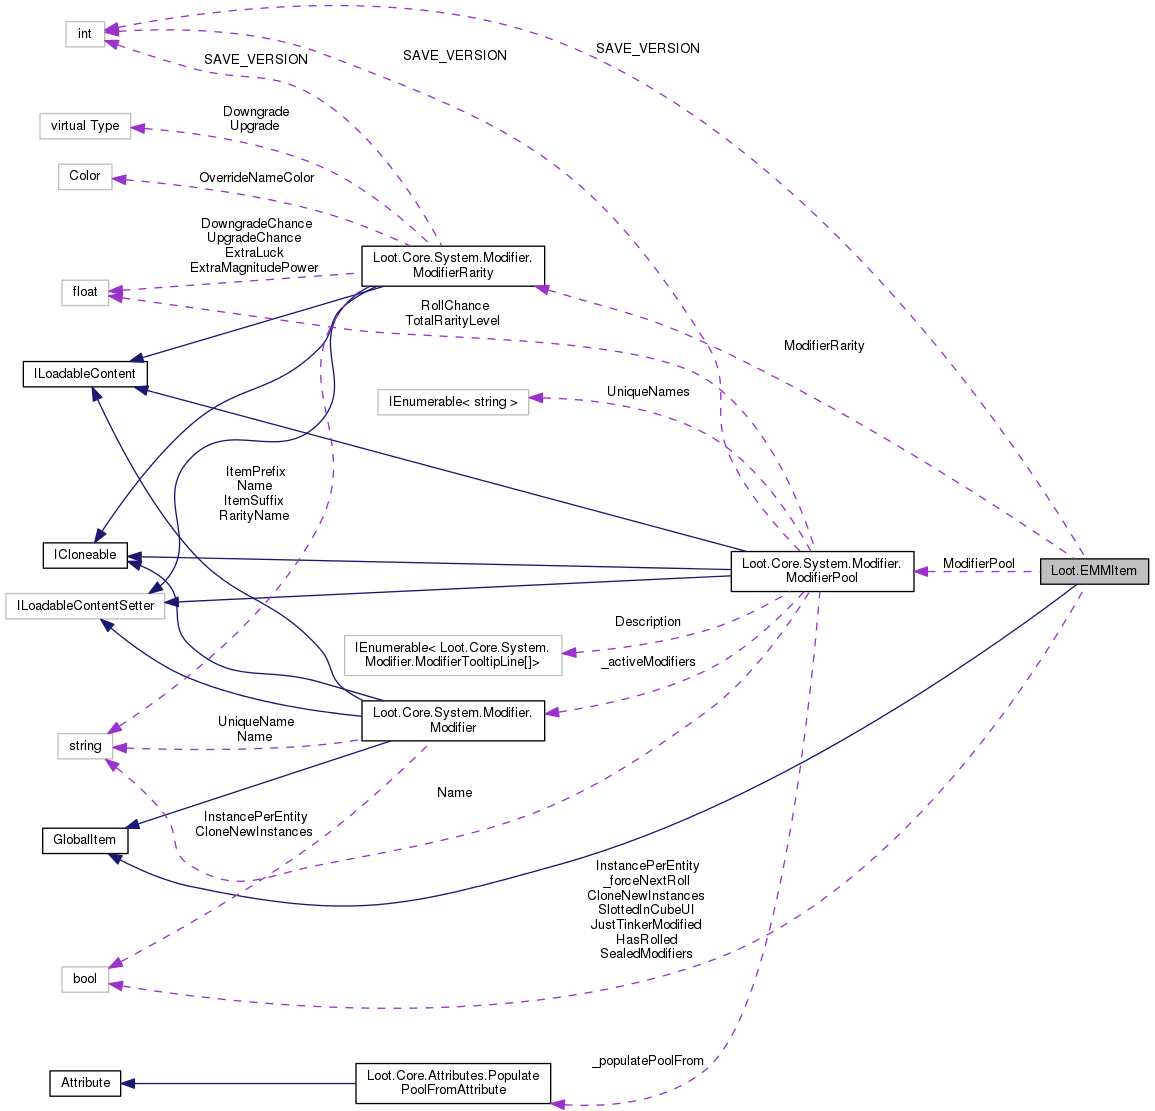 int
SAVE_VERSION
SAVE_VERSION
SAVE_VERSION
virtual Type
Downgrade
Upgrade
Color
OverrideNameColor
DowngradeChance
UpgradeChance
ExtraLuck
ExtraMagnitudePower
Loot.Core.System.Modifier.
ModifierRarity
float
RollChance
TotalRarityLevel
ModifierRarity
ILoadableContent
IEnumerable< string >
UniqueNames
ItemPrefix
Name
ItemSuffix
RarityName
ICloneable
Loot.Core.System.Modifier.
ModifierPool
ModifierPool
Loot.EMMItem
ILoadableContentSetter
Description
IEnumerable< Loot.Core.System.
Modifier.ModifierTooltipLine[]>
_activeModifiers
Loot.Core.System.Modifier.
Modifier
string
UniqueName
Name
Name
InstancePerEntity
CloneNewInstances
GlobalItem
InstancePerEntity
_forceNextRoll
CloneNewInstances
SlottedInCubeUI
JustTinkerModified
HasRolled
SealedModifiers
bool
_populatePoolFrom
Attribute
Loot.Core.Attributes.Populate
PoolFromAttribute